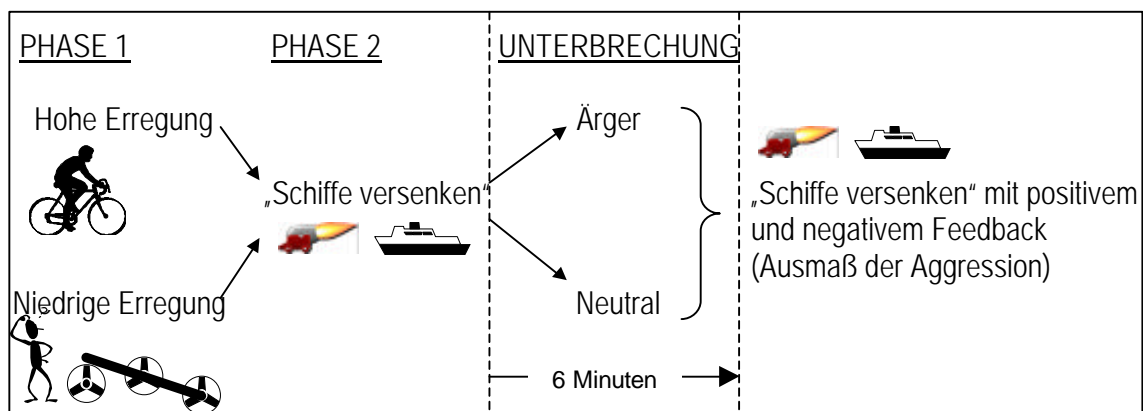 PHASE 1
PHASE 2
UNTERBRECHUNG
Hohe Erregung
Niedrige Erregung
„Schiffe versenken“
Ärger
Neutral
6 Minuten
„Schiffe versenken“ mit positivem
und negativem Feedback
(Ausmaß der Aggression)